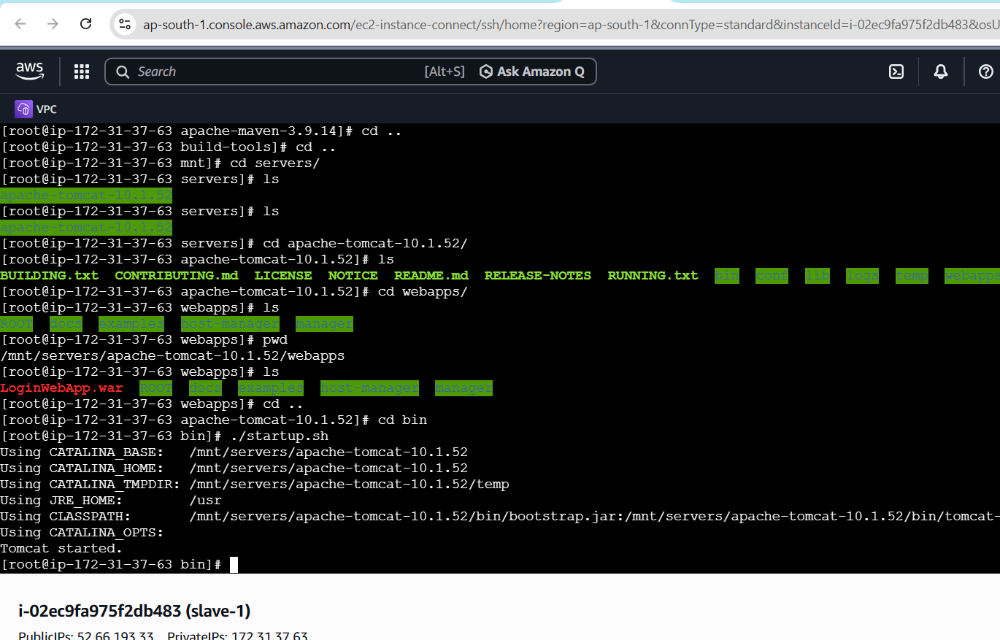 ap-south-1.console.aws.amazon.com/ec2-instance-connect/ssh/home?region=ap-south-1&connType=standard&instanceId=i-02ec9fa975f2db483&osU
aws Search [Alt+S] Ask Amazon Q
VPC
[root@ip-172-31-37-63 apache-maven-3.9.14]# cd ..
[root@ip-172-31-37-63 build-tools]# cd ..
[root@ip-172-31-37-63 mnt]# cd servers/
[root@ip-172-31-37-63 servers]# ls
apache-tomcat-10.1.52
[root@ip-172-31-37-63 servers]# ls
apache-tomcat-10.1.52
[root@ip-172-31-37-63 servers]# cd apache-tomcat-10.1.52/
[root@ip-172-31-37-63 apache-tomcat-10.1.52]# ls
BUILDING.txt CONTRIBUTING.md LICENSE NOTICE README.md RELEASE-NOTES RUNNING.txt bin conf lib logs temp webapps
[root@ip-172-31-37-63 apache-tomcat-10.1.52]# cd webapps/
[root@ip-172-31-37-63 webapps]# ls
ROOT docs examples host-manager manager
[root@ip-172-31-37-63 webapps]# pwd
/mnt/servers/apache-tomcat-10.1.52/webapps
[root@ip-172-31-37-63 webapps]# ls
LoginWebApp.war ROOT docs examples host-manager manager
[root@ip-172-31-37-63 webapps]# cd ..
[root@ip-172-31-37-63 apache-tomcat-10.1.52]# cd bin
[root@ip-172-31-37-63 bin]# ./startup.sh
Using CATALINA_BASE: /mnt/servers/apache-tomcat-10.1.52
Using CATALINA_HOME: /mnt/servers/apache-tomcat-10.1.52
Using CATALINA_TMPDIR: /mnt/servers/apache-tomcat-10.1.52/temp
Using JRE_HOME: /usr
Using CLASSPATH: /mnt/servers/apache-tomcat-10.1.52/bin/bootstrap.jar:/mnt/servers/apache-tomcat-10.1.52/bin/tomcat-
Using CATALINA_OPTS:
Tomcat started.
[root@ip-172-31-37-63 bin]#
i-02ec9fa975f2db483 (slave-1)
PublicIPs: 52.66.193.33 PrivateIPs: 172.31.37.63